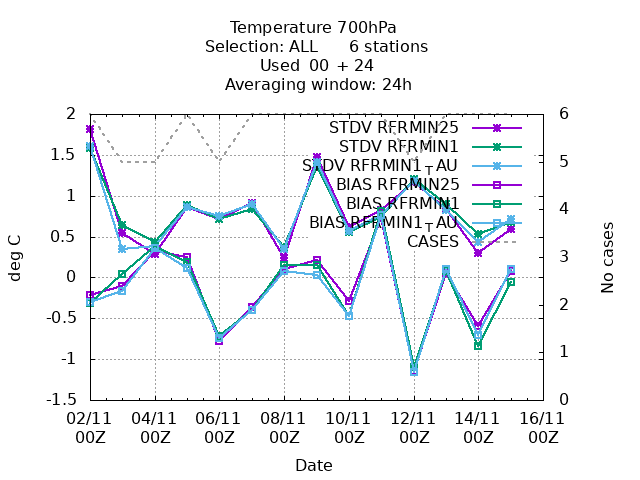 Temperature 700hPa
Selection: ALL 6 stations
Used 00 + 24
Averaging window: 24h
STDV RFRMIN25
STDV RFRMIN1
STDV RFRMIN1_TAU
BIAS RFRMIN25
BIAS RFRMIN1
BIAS RFRMIN1_TAU
CASES
deg C
2
1.5
1
0.5
0
-0.5
-1
-1.5
No cases
6
5
4
3
2
1
0
02/11 04/11 06/11 08/11 10/11 12/11 14/11 16/11
00Z 00Z 00Z 00Z 00Z 00Z 00Z 00Z
Date